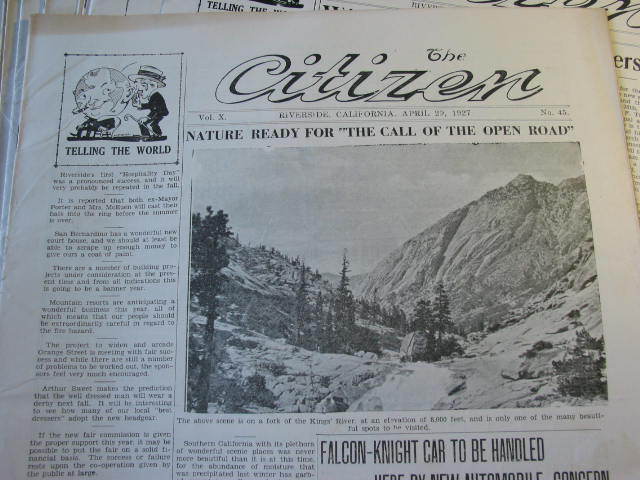 TELLING THE WORLD
The
Citizen
Vol. X.
RIVERSIDE, CALIFORNIA, APRIL 29, 1927
No. 45.
TELLING THE WORLD
Riverside's first "Hospitality Day"
was a pronounced success, and it will
very probably be repeated in the fall.
It is reported that both ex-Mayor
Porter and Mrs. McEuen will cast their
hats into the ring before the summer
is over.
San Bernardino has a wonderful new
court house, and we should at least be
able to scrape up enough money to
give ours a coat of paint.
There are a number of building pro-
jects under consideration at the pres-
ent time and from all indications this
is going to be a banner year.
Mountain resorts are anticipating a
wonderful business this year, all of
which means that our people should
be extraordinarily careful in regard to
the fire hazard.
The project to widen and arcade
Orange Street is meeting with fair suc-
cess and while there are still a number
of problems to be worked out, the spon-
sors feel very much encouraged.
Arthur Sweet makes the prediction
that the well dressed man will wear a
derby next fall. It will be interesting
to see how many of our local "best
dressers" adopt the new headgear.
If the new fair commission is given
the proper support this year, it may be
possible to put the fair on a solid fi-
nancial basis. The success or failure
rests upon the co-operation given by
the public at large.
NATURE READY FOR "THE CALL OF THE OPEN ROAD"
The above scene is on a fork of the Kings' River, at an elevation of 8,000 feet, and is only one of the many beauti-
ful spots to be visited.
Southern California with its plethora
of wonderful scenic places was never
more beautiful than it is at this time,
for the abundance of moisture that
was precipitated last winter has garb-
FALCON-KNIGHT CAR TO BE HANDLED
HERE BY NEW AUTOMOBILE CONCERN